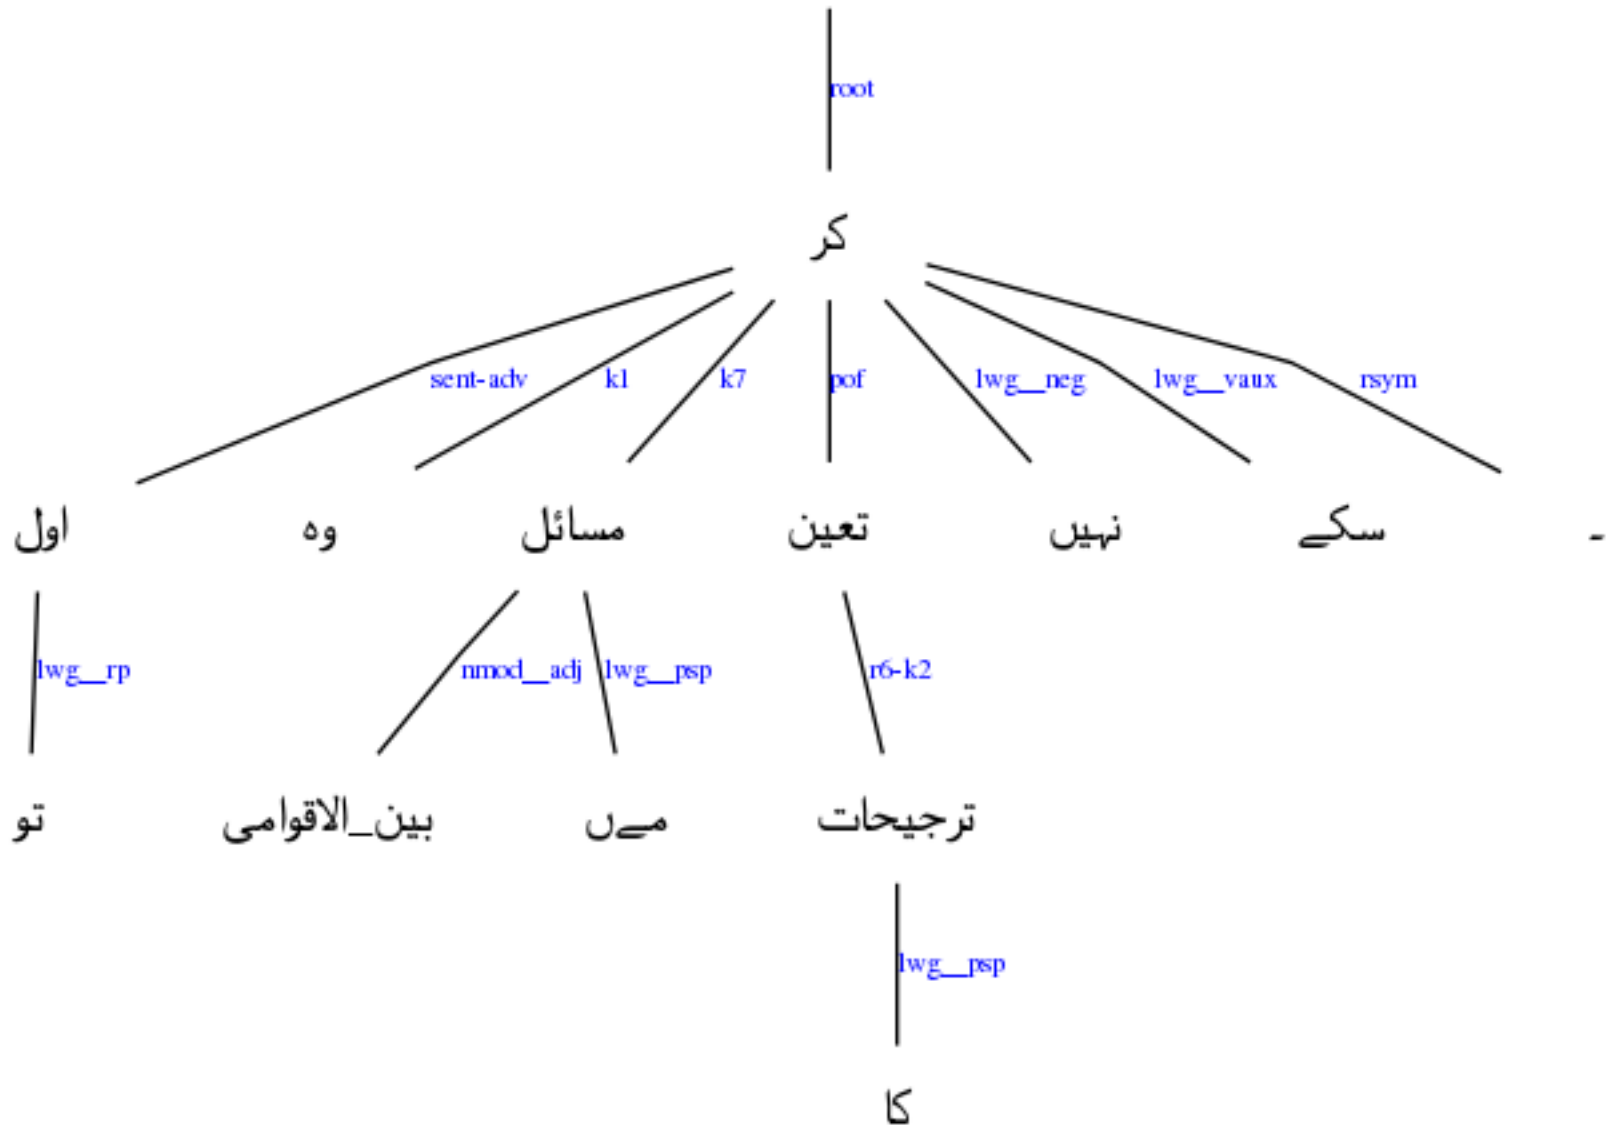 root
کر
sent-adv k1 k7 pof lwg__neg lwg__vaux rsym
اول وہ مسائل تعین نہیں سکے ۔
lwg__rp nmod__adj lwg__psp r6-k2
تو بین_الاقوامی مےں ترجیحات
lwg__psp
کا